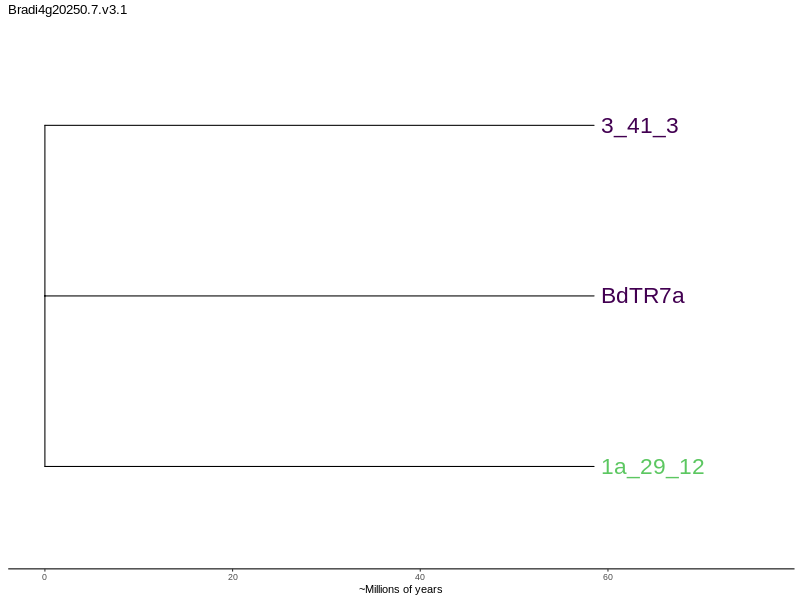 Bradi4g20250.7.v3.1
3_41_3
BdTR7a
1a_29_12
0 20 40 60
~Millions of years